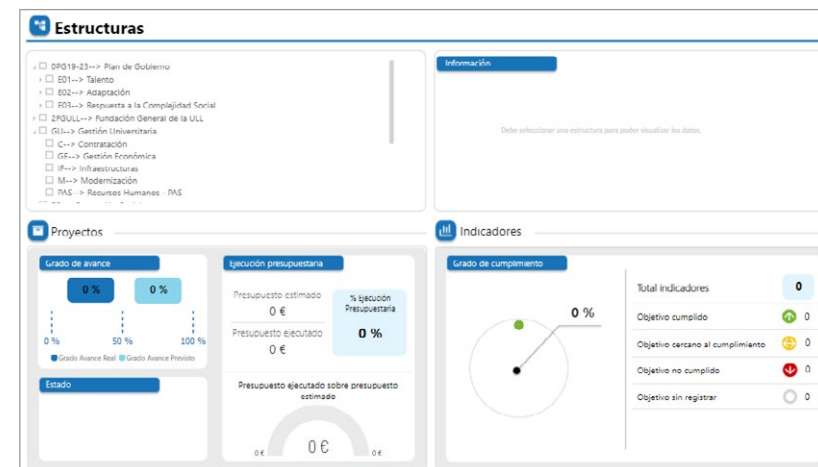 Estructuras
0PG19-23--> Plan de Gobierno
E01--> Talento
E02--> Adaptación
E03--> Respuesta a la Complejidad Social
2FGULL--> Fundación General de la ULL
GU--> Gestión Universitaria
C--> Contratación
GE--> Gestión Económica
IF--> Infraestructuras
M--> Modernización
PAS--> Recursos Humanos - PAS
Información
Debe seleccionar una estructura para poder visualizar los datos.
Proyectos
Grado de avance
0 % 0 %
0 % 50 % 100 %
Grado Avance Real Grado Avance Previsto
Estado
Ejecución presupuestaria
Presupuesto estimado
0 €
Presupuesto ejecutado
0 €
% Ejecución
Presupuestaria
0 %
Presupuesto ejecutado sobre presupuesto
estimado
0 € 0 € 0 €
Indicadores
Grado de cumplimiento
0 %
Total indicadores 0
Objetivo cumplido 0
Objetivo cercano al cumplimiento 0
Objetivo no cumplido 0
Objetivo sin registrar 0